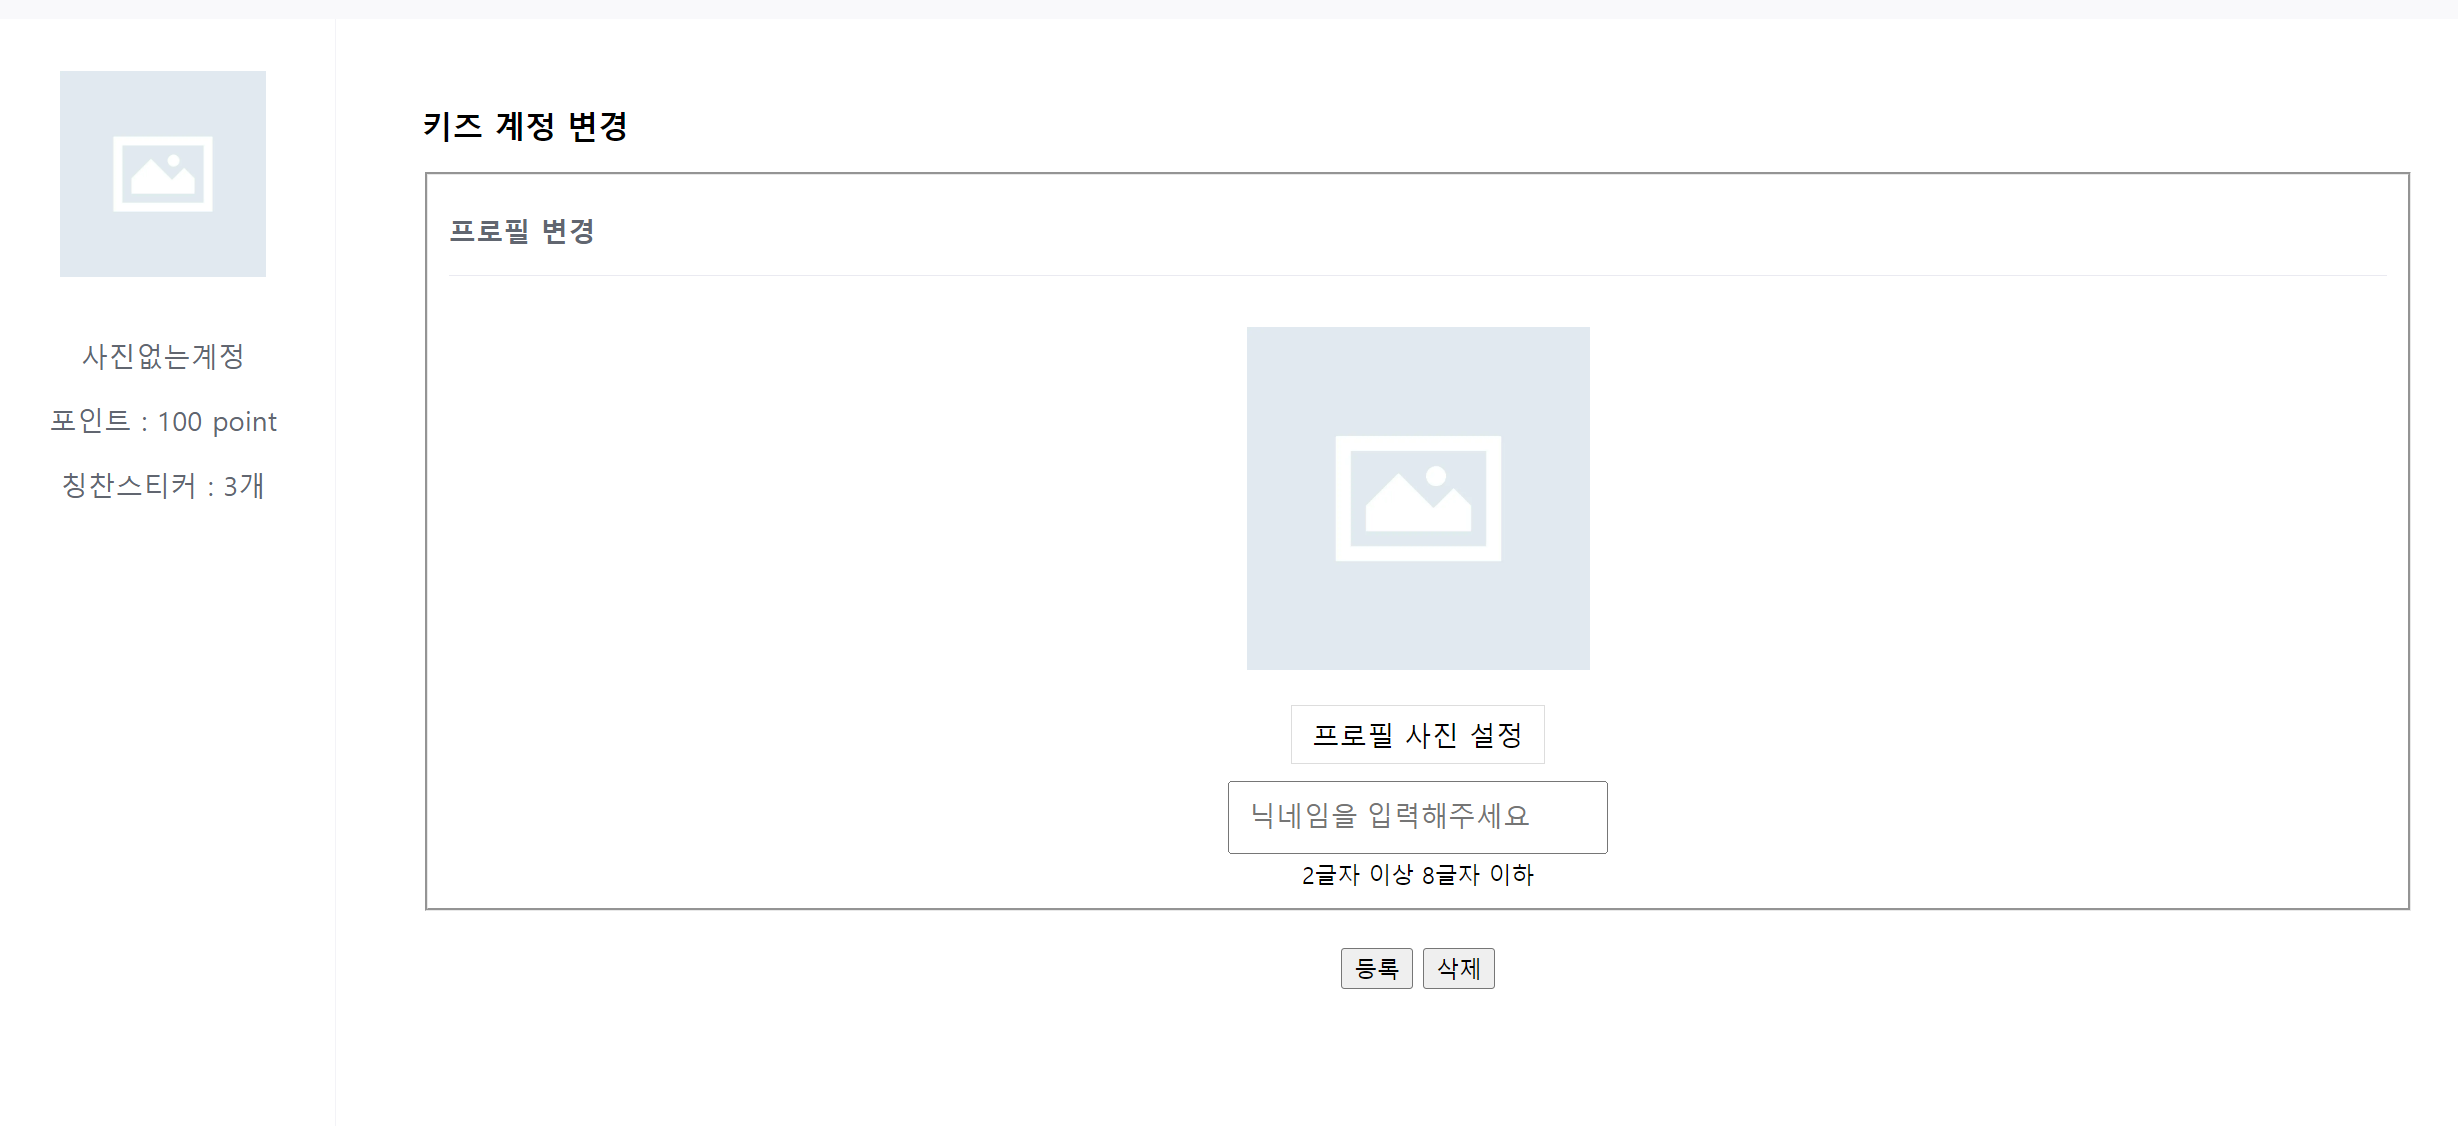 사진없는계정
포인트 : 100 point
칭찬스티커 : 3개
키즈 계정 변경
프로필 변경
프로필 사진 설정
닉네임을 입력해주세요
2글자 이상 8글자 이하
등록 삭제